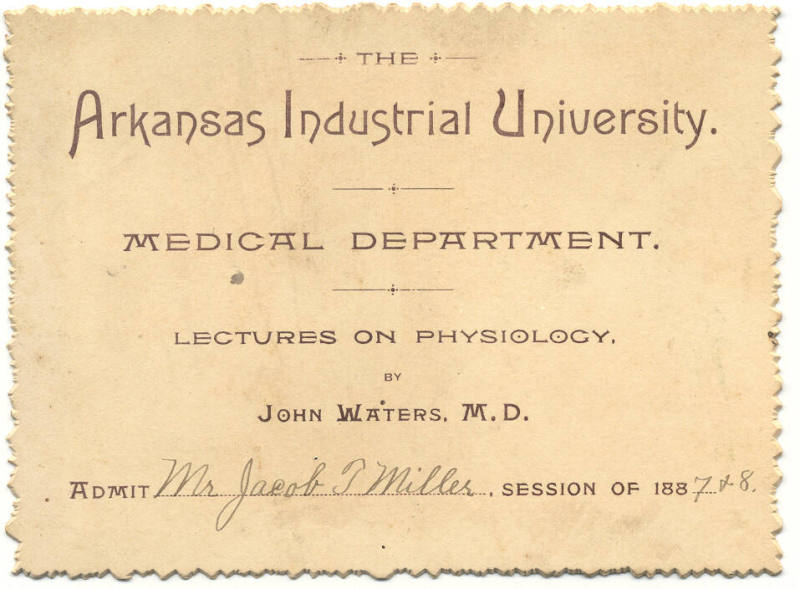 THE
Arkansas Industrial University.
MEDICAL DEPARTMENT.
LECTURES ON PHYSIOLOGY,
BY
JOHN WATERS, M.D.
ADMIT Mr Jacob T Miller, SESSION OF 1887 & 8.